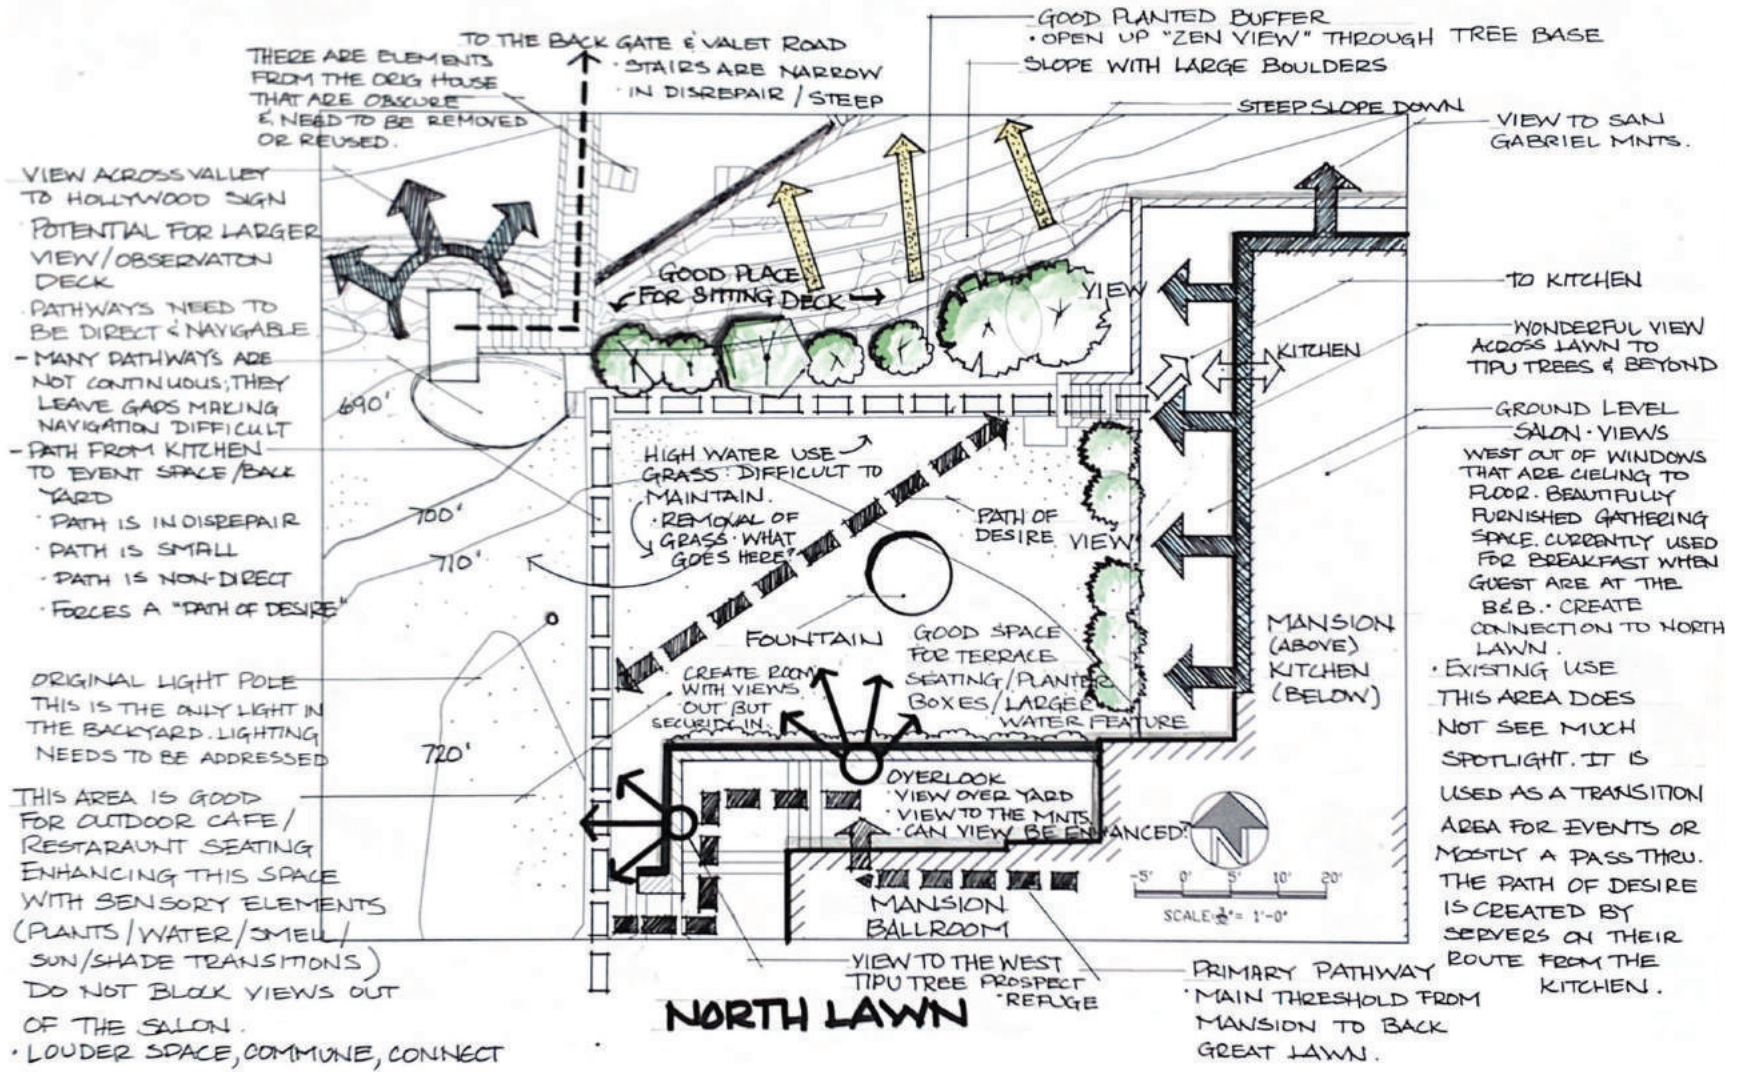 GOOD PLANTED BUFFER
• OPEN UP "ZEN VIEW" THROUGH TREE BASE
SLOPE WITH LARGE BOULDERS
STEEP SLOPE DOWN
VIEW TO SAN
GABRIEL MNTS.
TO THE BACK GATE & VALET ROAD
• STAIRS ARE NARROW
• IN DISREPAIR / STEEP
THERE ARE ELEMENTS
FROM THE ORIG HOUSE
THAT ARE OBSCURE
& NEED TO BE REMOVED
OR REUSED.
VIEW ACROSS VALLEY
TO HOLLYWOOD SIGN
• POTENTIAL FOR LARGER
VIEW/OBSERVATON
DECK
• PATHWAYS NEED TO
BE DIRECT & NAVIGABLE
- MANY PATHWAYS ARE
NOT CONTINUOUS; THEY
LEAVE GAPS MAKING
NAVIGATION DIFFICULT
- PATH FROM KITCHEN
TO EVENT SPACE/BACK
YARD
• PATH IS IN DISREPAIR
• PATH IS SMALL
• PATH IS NON-DIRECT
• FORCES A "PATH OF DESIRE"
ORIGINAL LIGHT POLE
THIS IS THE ONLY LIGHT IN
THE BACKYARD. LIGHTING
NEEDS TO BE ADDRESSED
THIS AREA IS GOOD
FOR OUTDOOR CAFE/
RESTARAUNT SEATING
ENHANCING THIS SPACE
WITH SENSORY ELEMENTS
(PLANTS/WATER/SMELL/
SUN/SHADE TRANSITIONS)
DO NOT BLOCK VIEWS OUT
OF THE SALON.
• LOUDER SPACE, COMMUNE, CONNECT
690'
700'
710'
720'
GOOD PLACE
FOR SITTING DECK
VIEW
KITCHEN
HIGH WATER USE
GRASS: DIFFICULT TO
MAINTAIN.
• REMOVAL OF
GRASS. WHAT
GOES HERE?
PATH OF
DESIRE
VIEW
FOUNTAIN
GOOD SPACE
FOR TERRACE
SEATING/PLANTER
BOXES/LARGER
WATER FEATURE
CREATE ROOM
WITH VIEWS
OUT BUT
SECURITY IN.
OVERLOOK
• VIEW OVER YARD
• VIEW TO THE MNTS.
• CAN VIEW BE ENHANCED?
MANSION
BALLROOM
MANSION
(ABOVE)
KITCHEN
(BELOW)
N
-5' 0' 5' 10' 20'
VIEW TO THE WEST
TIPU TREE PROSPECT
• REFUGE
PRIMARY PATHWAY
• MAIN THRESHOLD FROM
MANSION TO BACK
GREAT LAWN.
TO KITCHEN
WONDERFUL VIEW
ACROSS LAWN TO
TIPU TREES & BEYOND
GROUND LEVEL
SALON • VIEWS
WEST OUT OF WINDOWS
THAT ARE CIELING TO
FLOOR. BEAUTIFULLY
FURNISHED GATHERING
SPACE. CURRENTLY USED
FOR BREAKFAST WHEN
GUEST ARE AT THE
B&B. • CREATE
CONNECTION TO NORTH
LAWN.
• EXISTING USE
THIS AREA DOES
NOT SEE MUCH
SPOTLIGHT. IT IS
USED AS A TRANSITION
AREA FOR EVENTS OR
MOSTLY A PASS THRU.
THE PATH OF DESIRE
IS CREATED BY
SERVERS ON THEIR
ROUTE FROM THE
KITCHEN.
NORTH LAWN